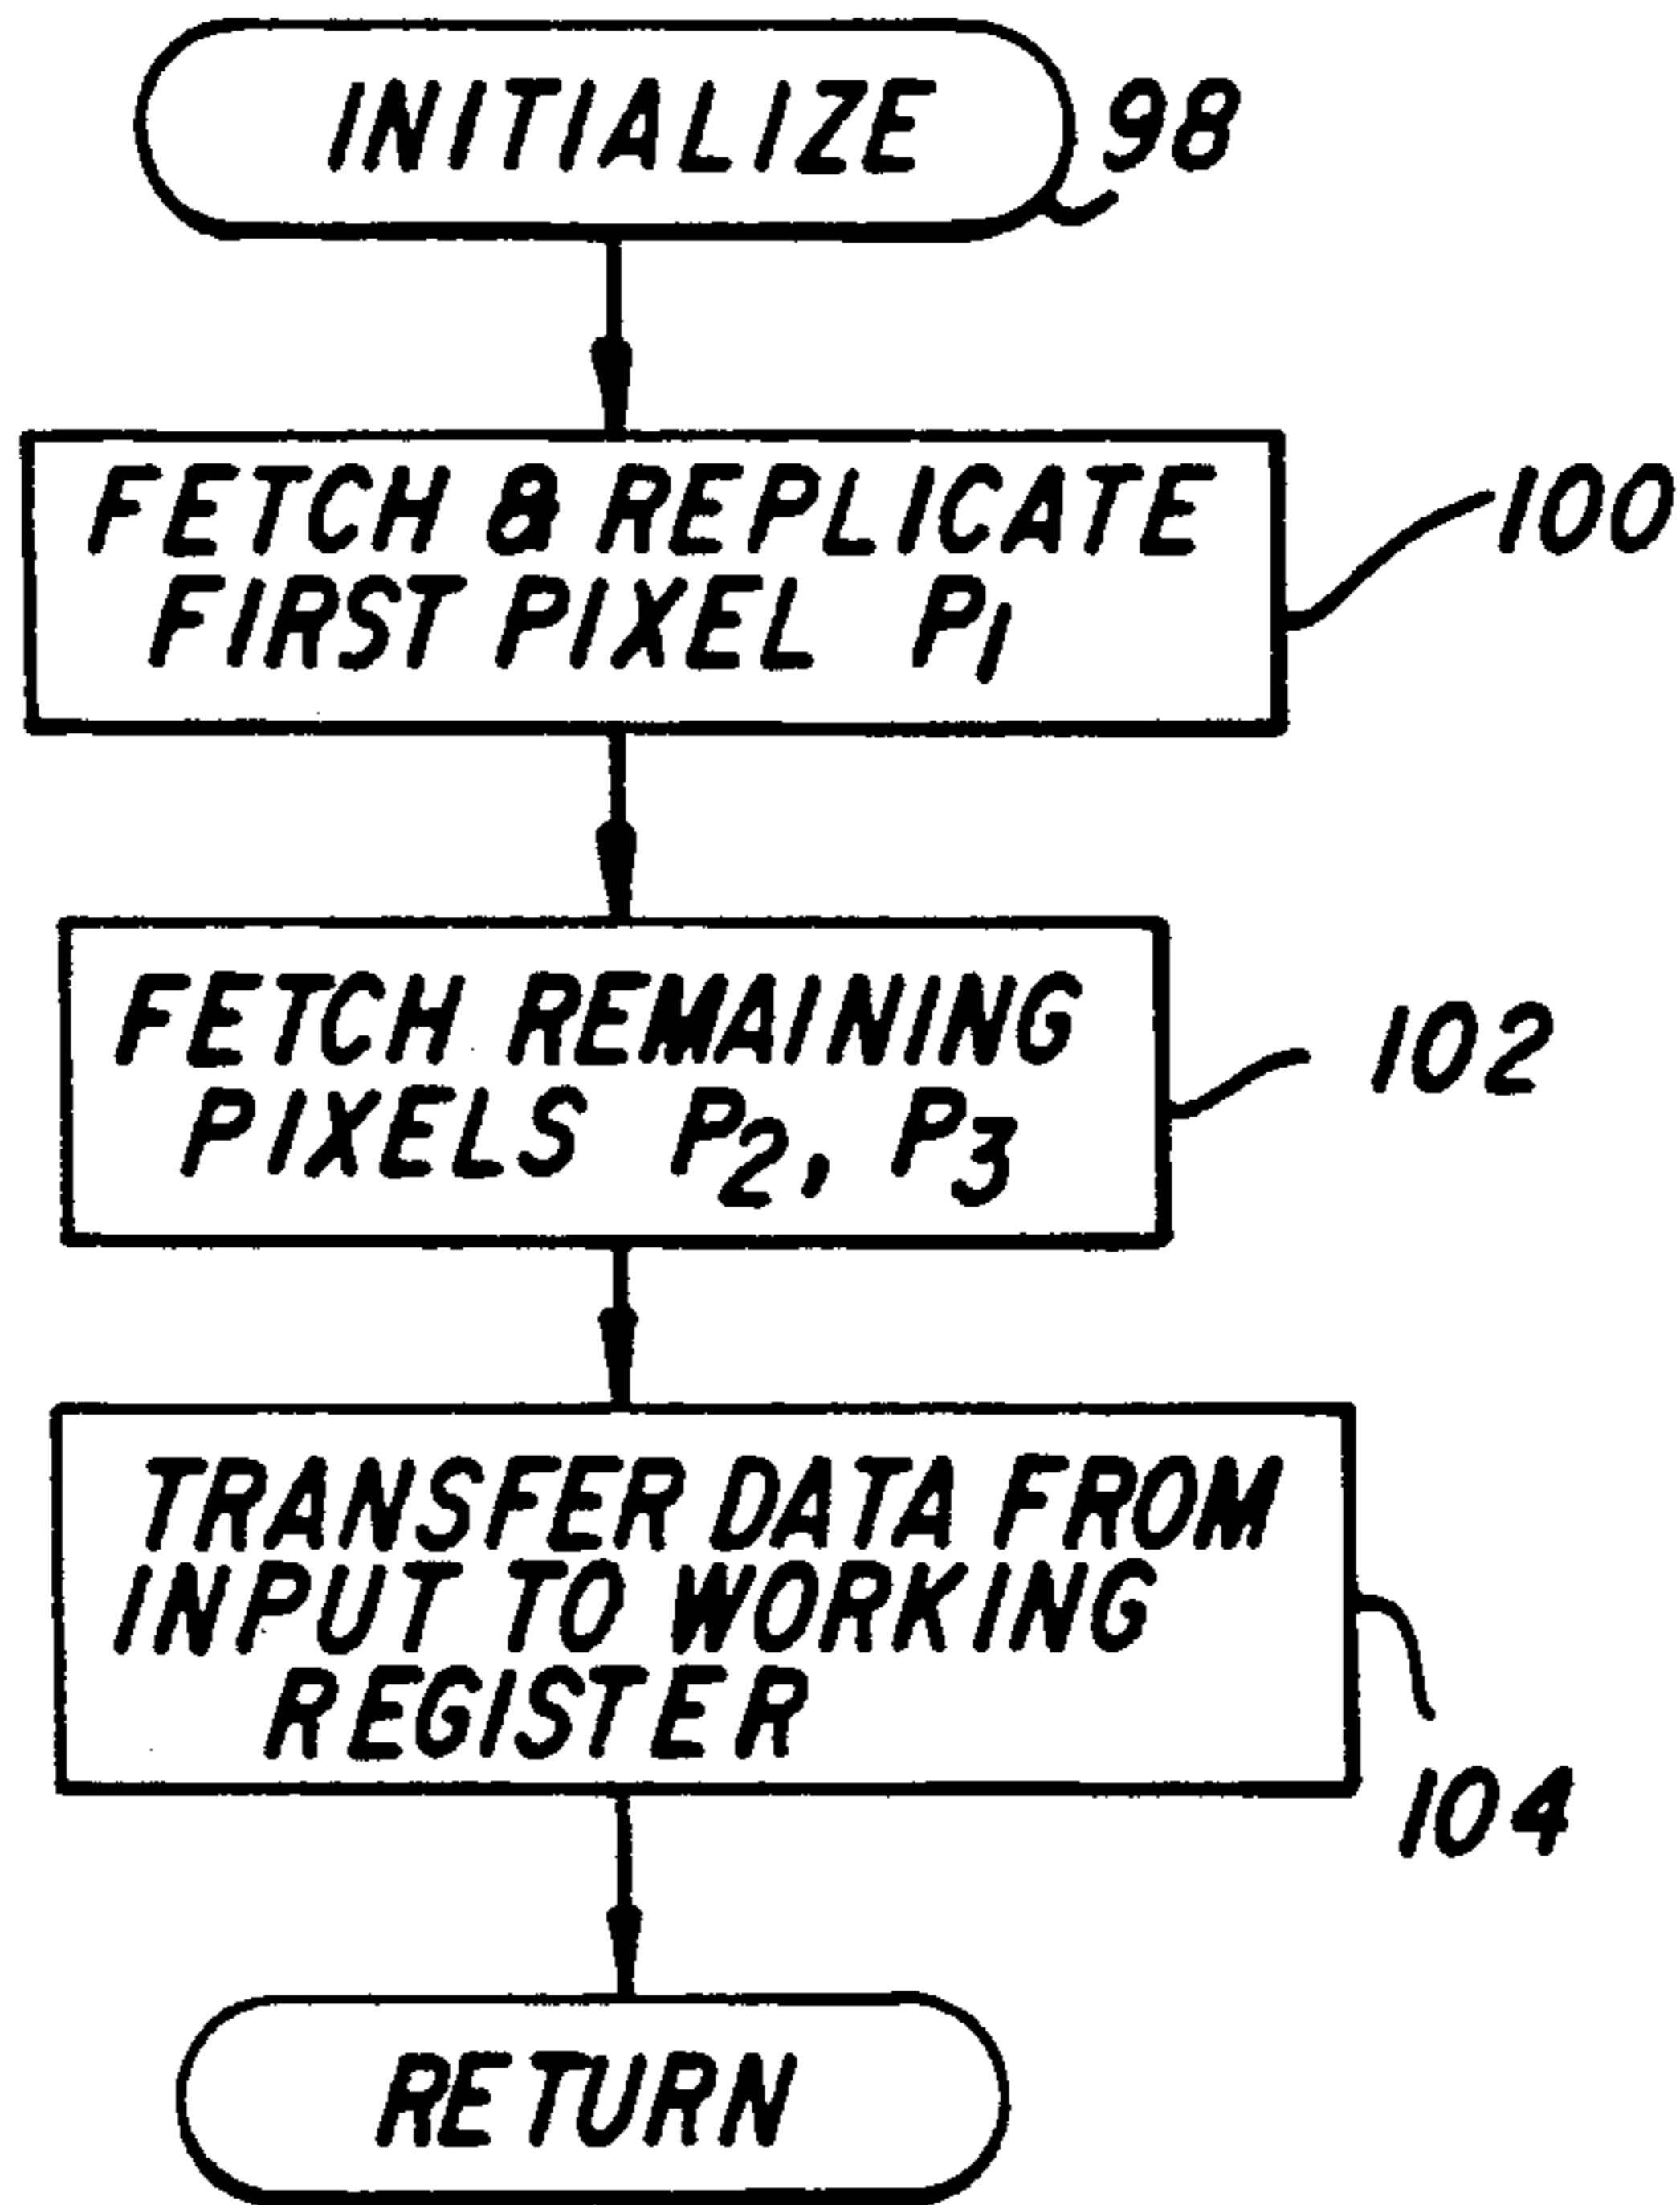 INITIALIZE
98
FETCH & REPLICATE
FIRST PIXEL P1
100
FETCH REMAINING
PIXELS P2, P3
102
TRANSFER DATA FROM
INPUT TO WORKING
REGISTER
104
RETURN